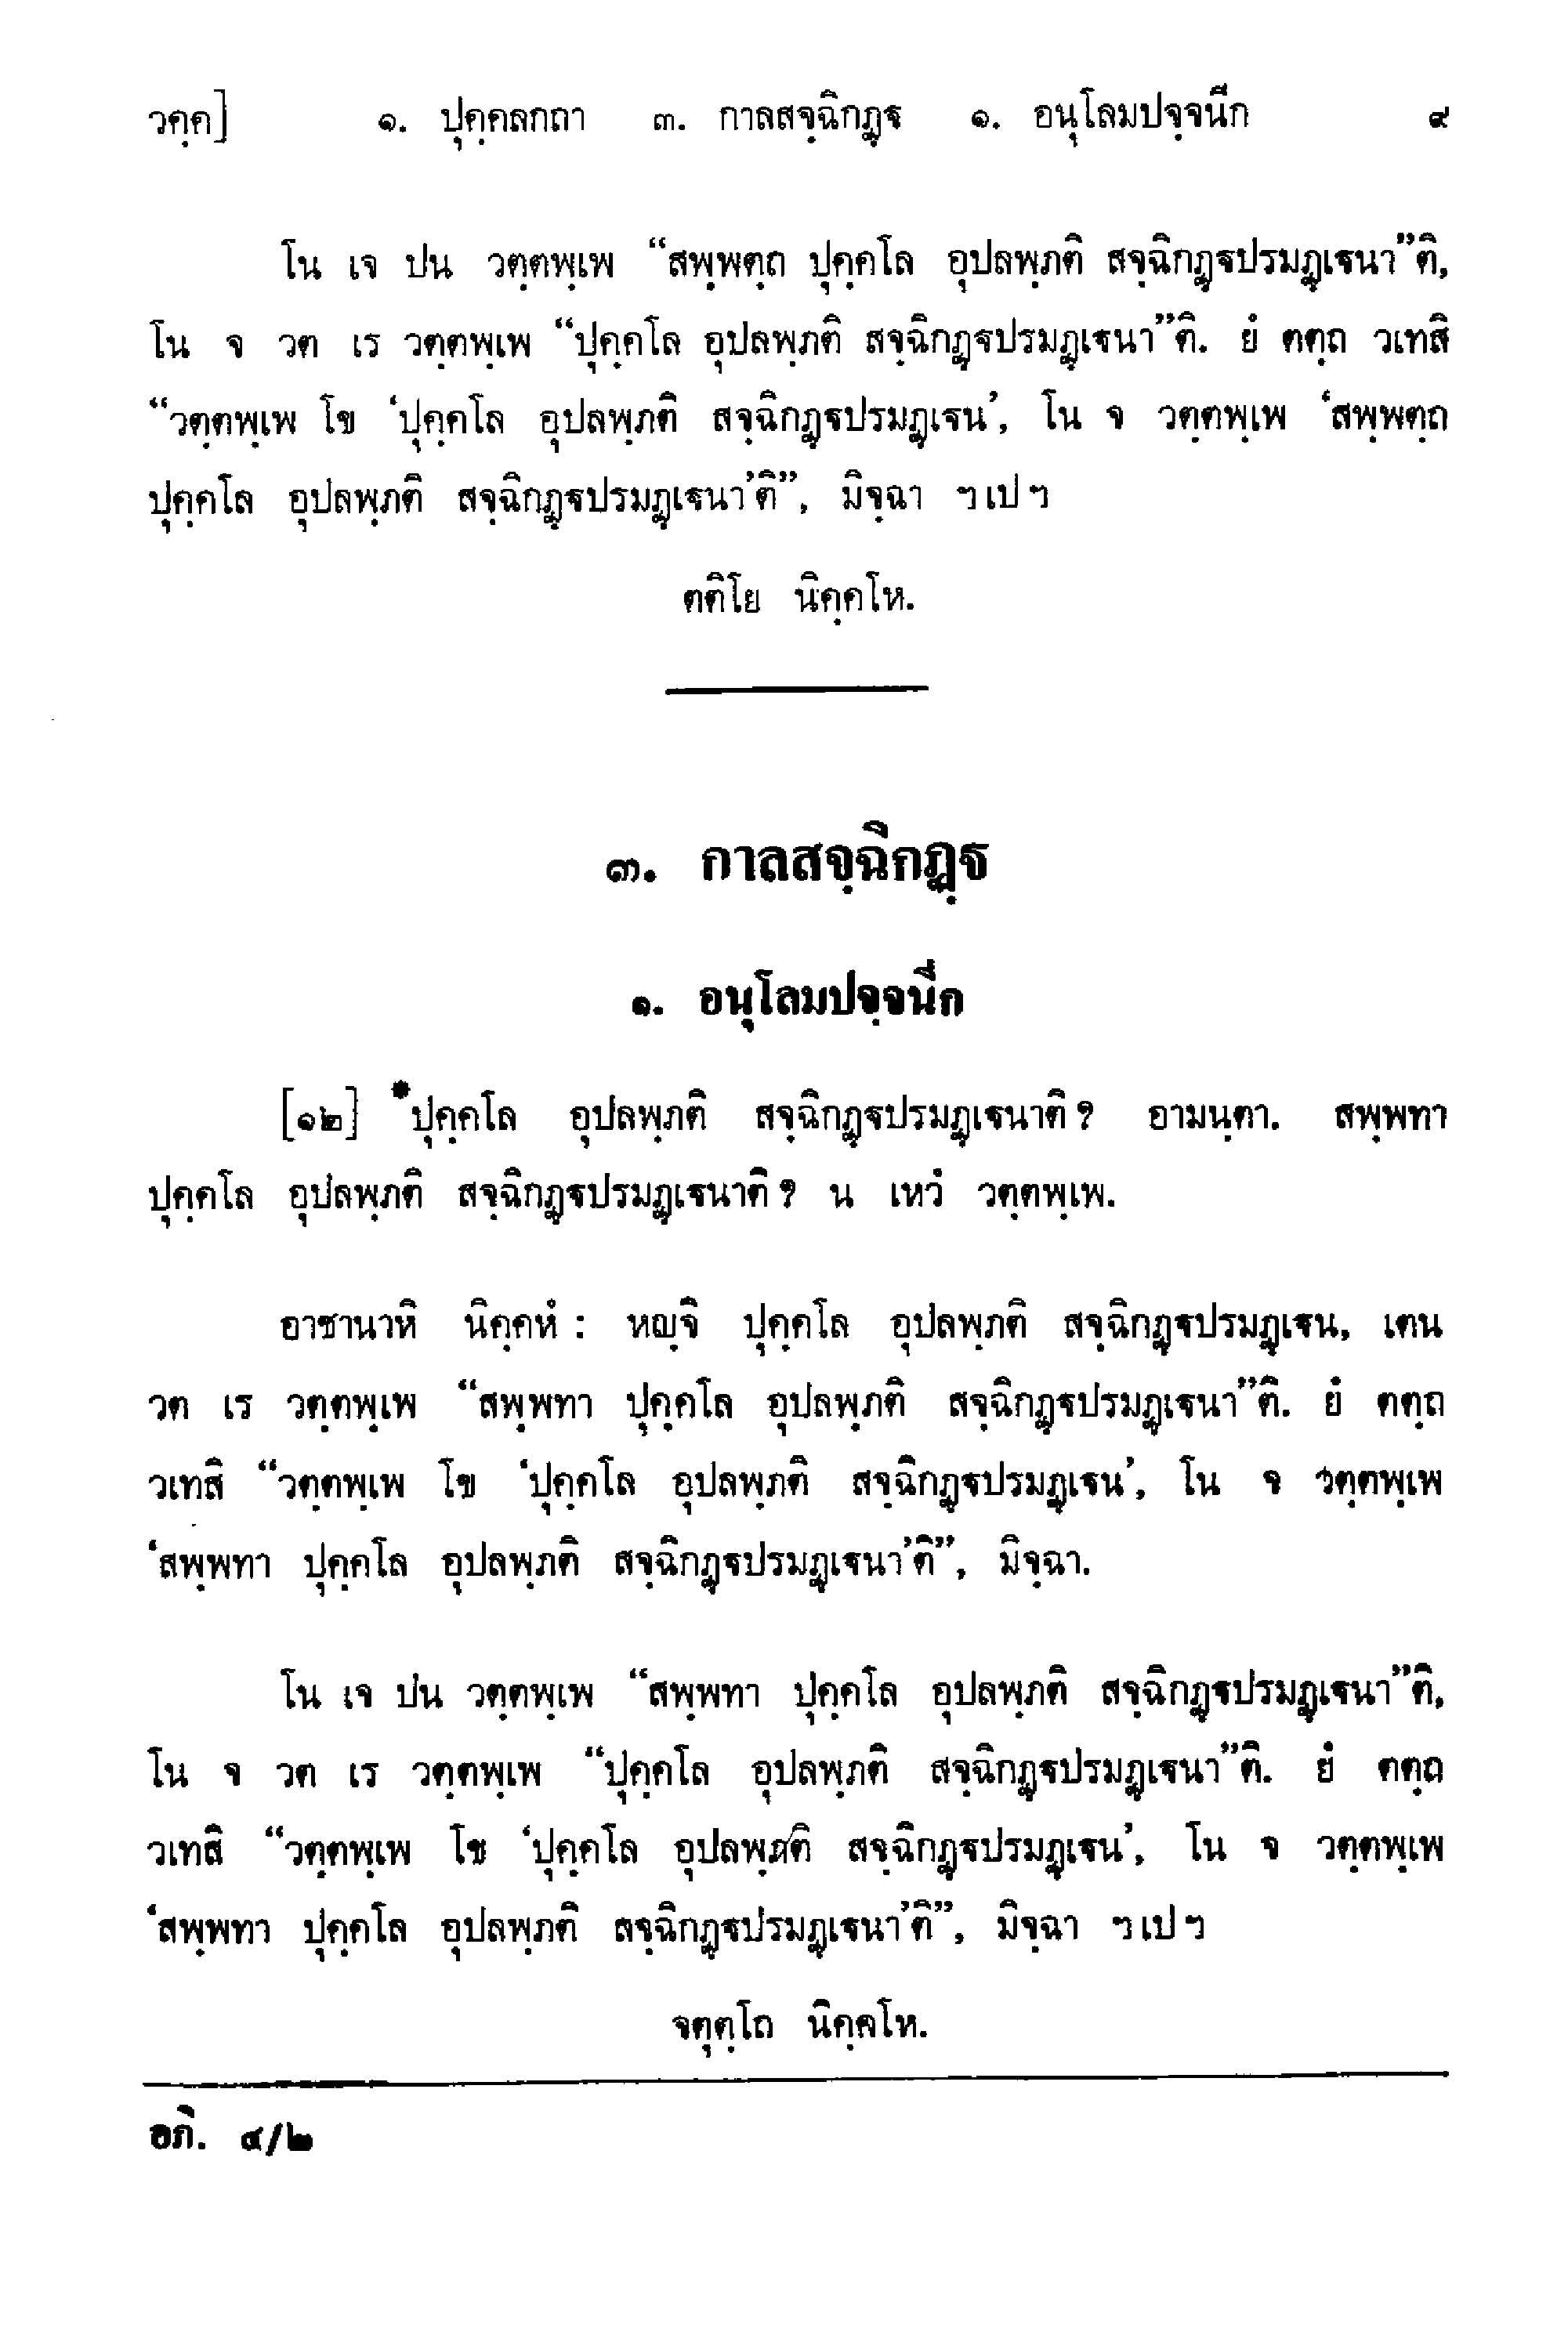 วคฺค]	๑. ปุคฺคลกถา ๓. กาลสจฺฉิกฏฺฐ ๑. อนุโลมปจฺจนีก	๙
โน เจ ปน วตฺตพฺเพ “สพฺพตฺถ ปุคฺคโล อุปลพฺภติ สจฺฉิกฏฺฐปรมฏฺเฐนา”ติ,
โน จ วต เร วตฺตพฺเพ “ปุคฺคโล อุปลพฺภติ สจฺฉิกฏฺฐปรมฏฺเฐนา”ติ. ยํ ตตฺถ วเทสิ
“วตฺตพฺเพ โข ‘ปุคฺคโล อุปลพฺภติ สจฺฉิกฏฺฐปรมฏฺเฐน’, โน จ วตฺตพฺเพ ‘สพฺพตฺถ
ปุคฺคโล อุปลพฺภติ สจฺฉิกฏฺฐปรมฏฺเฐนา’ติ”, มิจฺฉา ฯเปฯ
ตติโย นิคฺคโห.
๓. กาลสจฺฉิกฏฺฐ
๑. อนุโลมปจฺจนีก
[๑๒] *ปุคฺคโล อุปลพฺภติ สจฺฉิกฏฺฐปรมฏฺเฐนาติ? อามนฺตา. สพฺพทา
ปุคฺคโล อุปลพฺภติ สจฺฉิกฏฺฐปรมฏฺเฐนาติ? น เหวํ วตฺตพฺเพ.
อาชานาหิ นิคฺคหํ : หญฺจิ ปุคฺคโล อุปลพฺภติ สจฺฉิกฏฺฐปรมฏฺเฐน, เตน
วต เร วตฺตพฺเพ “สพฺพทา ปุคฺคโล อุปลพฺภติ สจฺฉิกฏฺฐปรมฏฺเฐนา”ติ. ยํ ตตฺถ
วเทสิ “วตฺตพฺเพ โข ‘ปุคฺคโล อุปลพฺภติ สจฺฉิกฏฺฐปรมฏฺเฐน’, โน จ วตฺตพฺเพ
‘สพฺพทา ปุคฺคโล อุปลพฺภติ สจฺฉิกฏฺฐปรมฏฺเฐนา’ติ”, มิจฺฉา.
โน เจ ปน วตฺตพฺเพ “สพฺพทา ปุคฺคโล อุปลพฺภติ สจฺฉิกฏฺฐปรมฏฺเฐนา”ติ,
โน จ วต เร วตฺตพฺเพ “ปุคฺคโล อุปลพฺภติ สจฺฉิกฏฺฐปรมฏฺเฐนา”ติ. ยํ ตตฺถ
วเทสิ “วตฺตพฺเพ โข ‘ปุคฺคโล อุปลพฺภติ สจฺฉิกฏฺฐปรมฏฺเฐน’, โน จ วตฺตพฺเพ
‘สพฺพทา ปุคฺคโล อุปลพฺภติ สจฺฉิกฏฺฐปรมฏฺเฐนา’ติ”, มิจฺฉา ฯเปฯ
จตุตฺโถ นิคฺคโห.
อภิ. ๔/๒